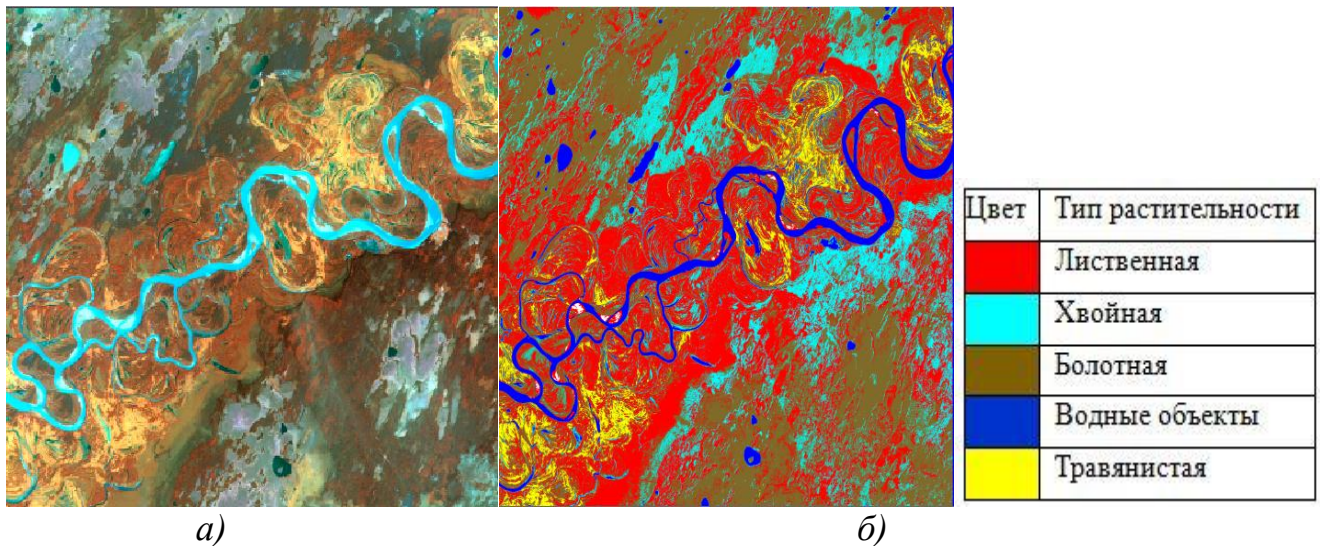 Цвет Тип растительности
Лиственная
Хвойная
Болотная
Водные объекты
Травянистая
а) б)